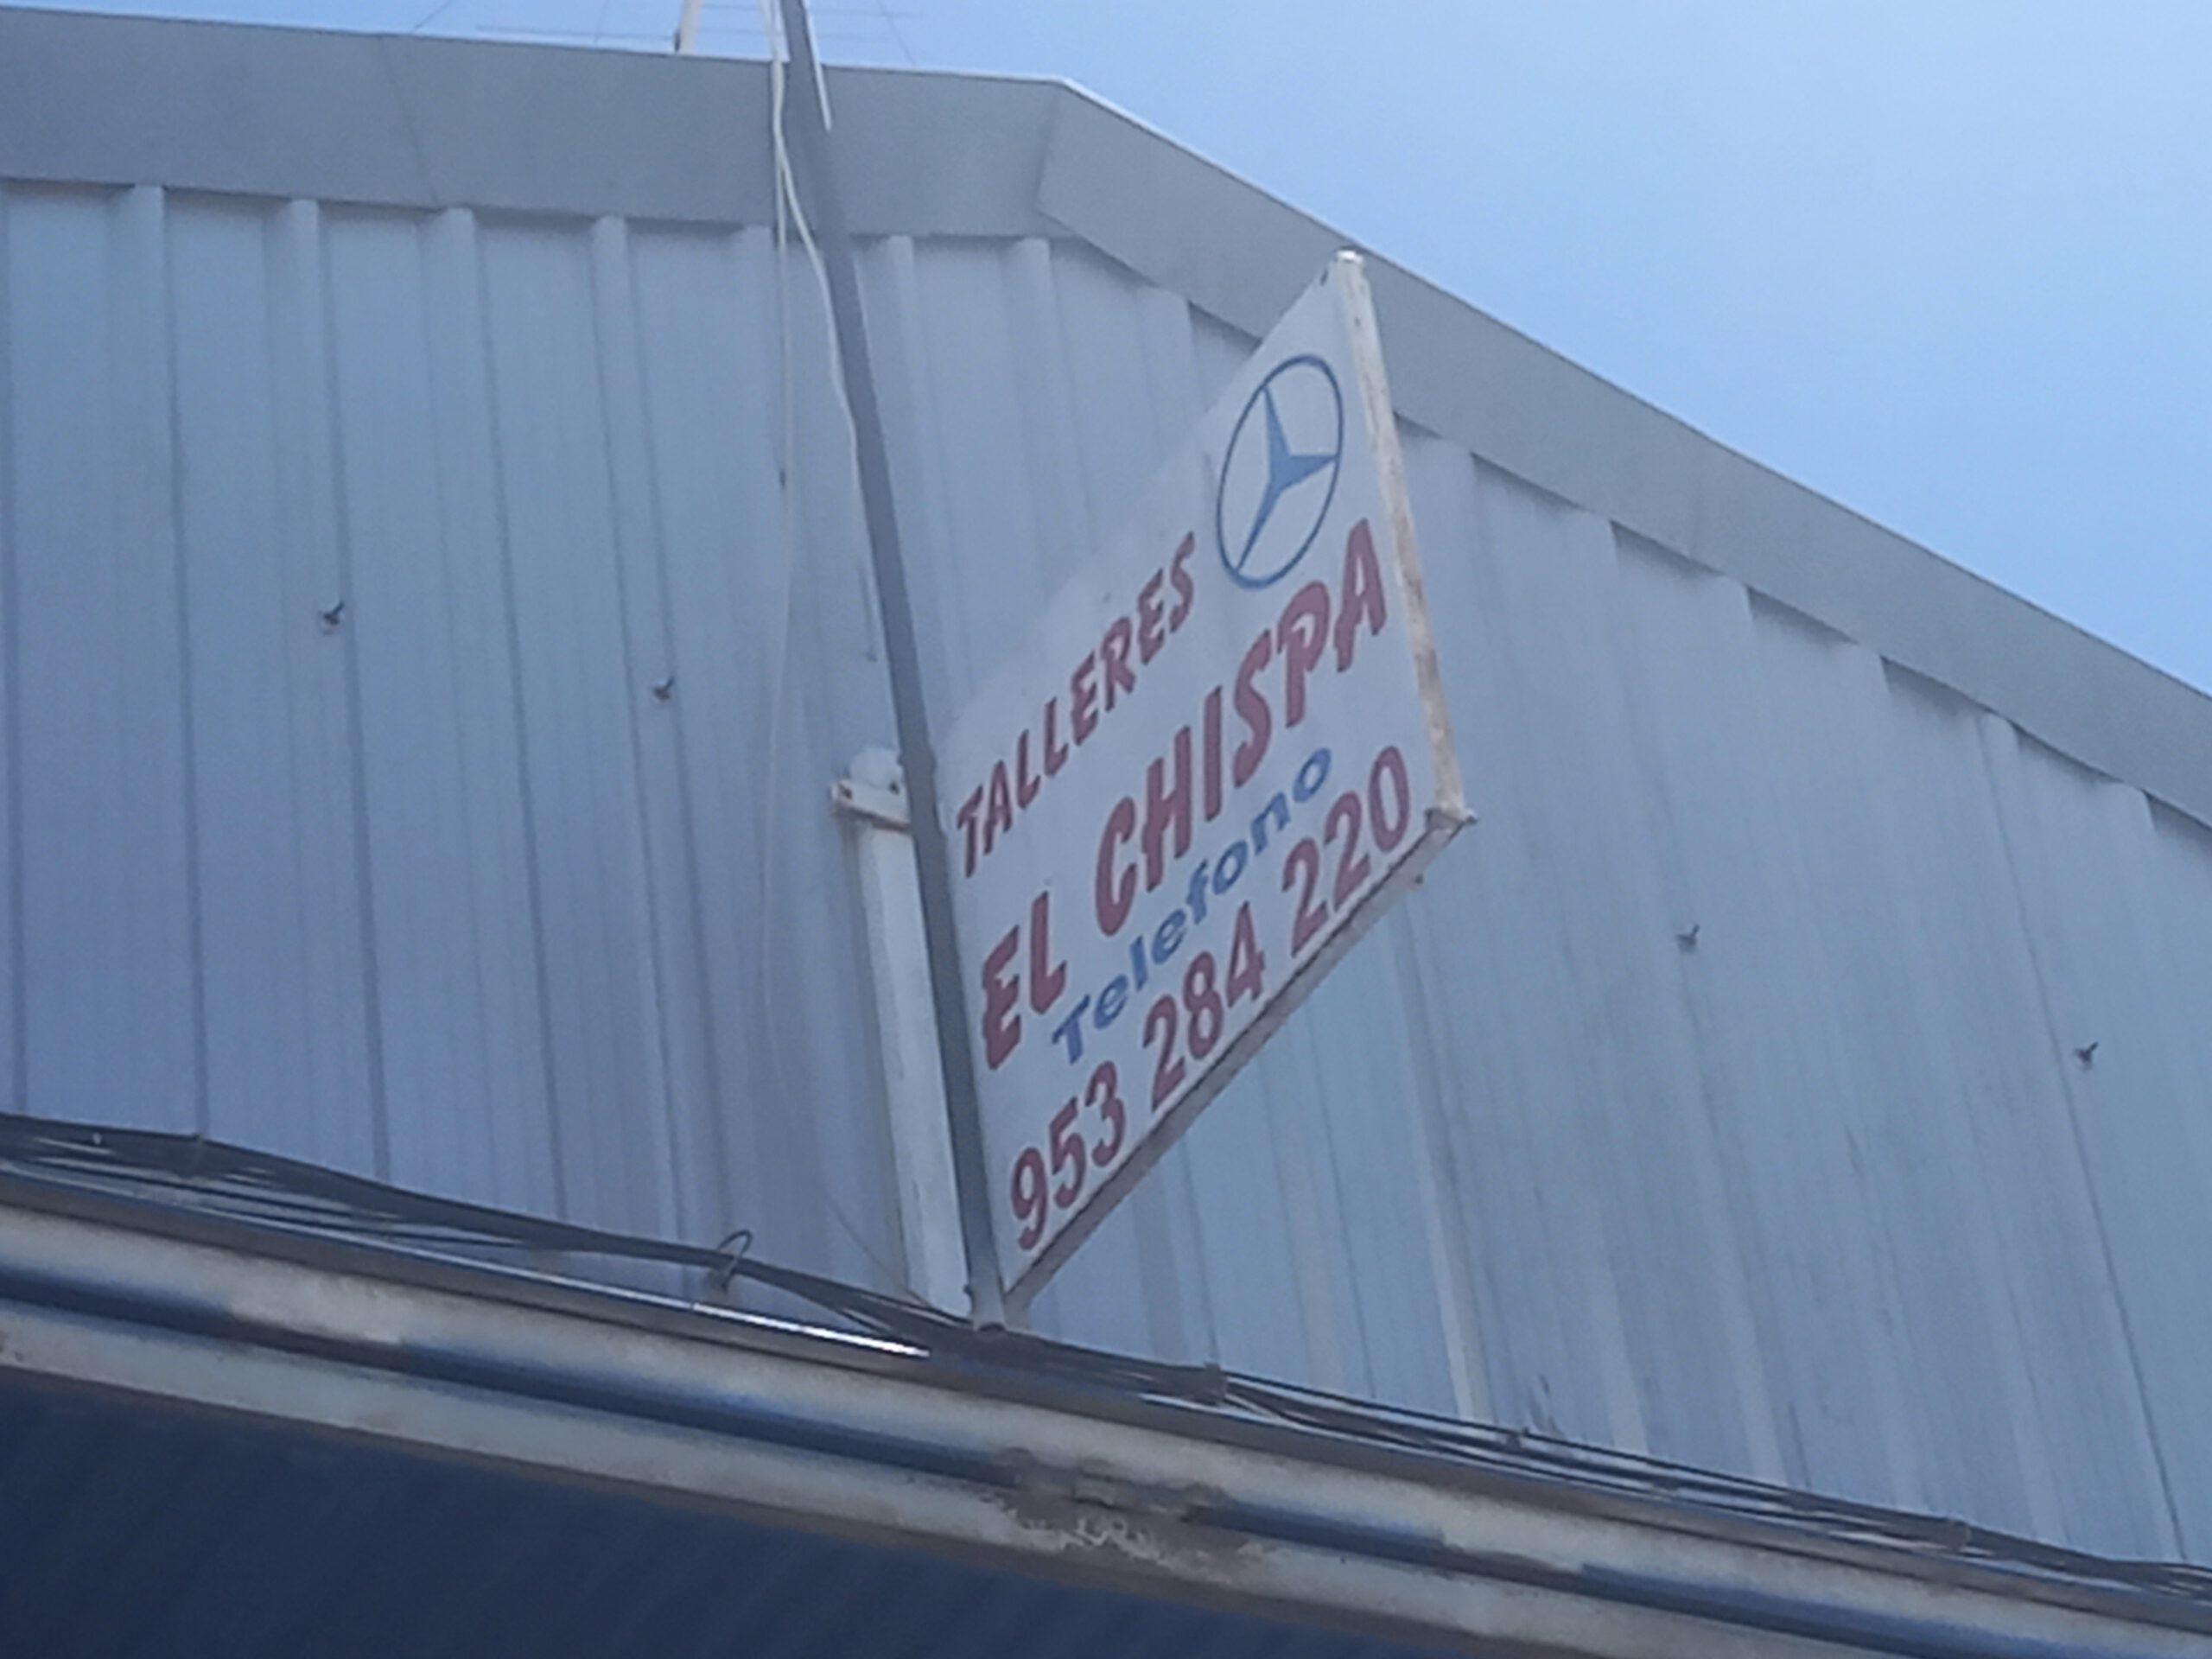 TALLERES
EL CHISPA
Telefono
953 284 220